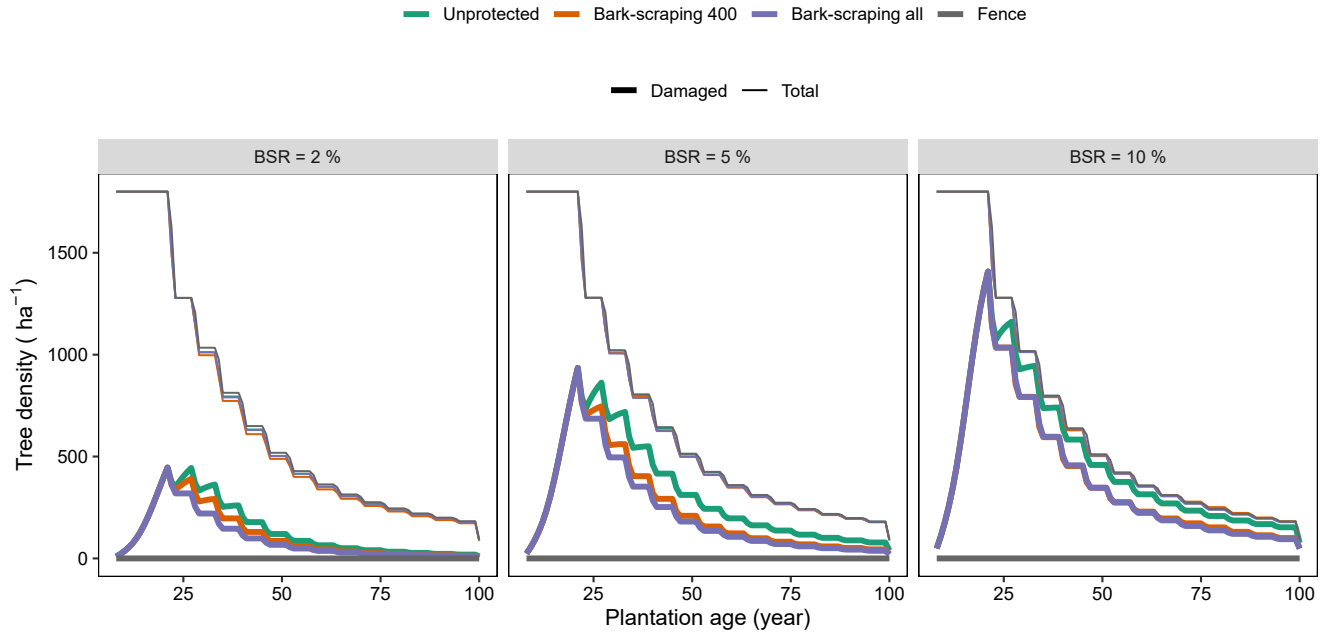 Unprotected Bark-scraping 400 Bark-scraping all Fence
Damaged Total
BSR = 2 % BSR = 5 % BSR = 10 %
Tree density ( ha⁻¹)
1500
1000
500
0
25 50 75 100 25 50 75 100 25 50 75 100
Plantation age (year)